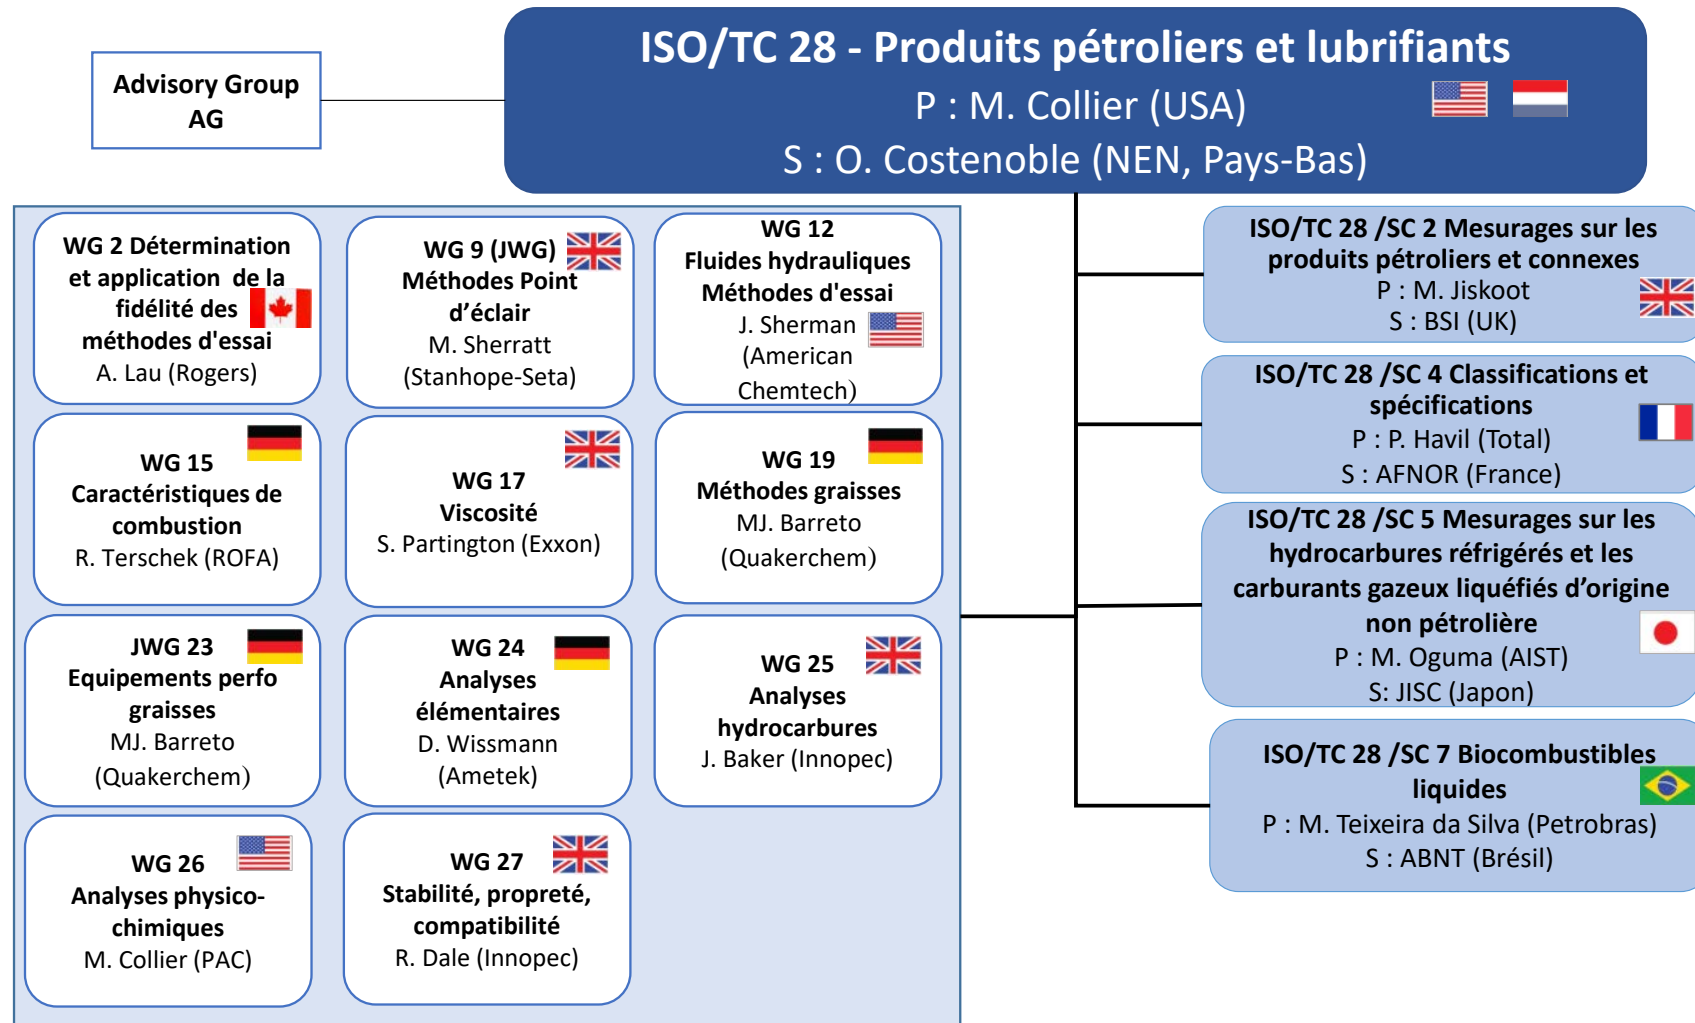 ISO/TC 28 - Produits pétroliers et lubrifiants
P : M. Collier (USA)
S : O. Costenoble (NEN, Pays-Bas)
Advisory Group
AG
WG 2 Détermination
et application de la
fidélité des
méthodes d'essai
A. Lau (Rogers)
WG 9 (JWG)
Méthodes Point
d’éclair
M. Sherratt
(Stanhope-Seta)
WG 12
Fluides hydrauliques
Méthodes d'essai
J. Sherman
(American
Chemtech)
WG 15
Caractéristiques de
combustion
R. Terschek (ROFA)
WG 17
Viscosité
S. Partington (Exxon)
WG 19
Méthodes graisses
MJ. Barreto
(Quakerchem)
JWG 23
Equipements perfo
graisses
MJ. Barreto
(Quakerchem)
WG 24
Analyses
élémentaires
D. Wissmann
(Ametek)
WG 25
Analyses
hydrocarbures
J. Baker (Innopec)
WG 26
Analyses physico-
chimiques
M. Collier (PAC)
WG 27
Stabilité, propreté,
compatibilité
R. Dale (Innopec)
ISO/TC 28 /SC 2 Mesurages sur les
produits pétroliers et connexes
P : M. Jiskoot
S : BSI (UK)
ISO/TC 28 /SC 4 Classifications et
spécifications
P : P. Havil (Total)
S : AFNOR (France)
ISO/TC 28 /SC 5 Mesurages sur les
hydrocarbures réfrigérés et les
carburants gazeux liquéfiés d’origine
non pétrolière
P : M. Oguma (AIST)
S: JISC (Japon)
ISO/TC 28 /SC 7 Biocombustibles
liquides
P : M. Teixeira da Silva (Petrobras)
S : ABNT (Brésil)